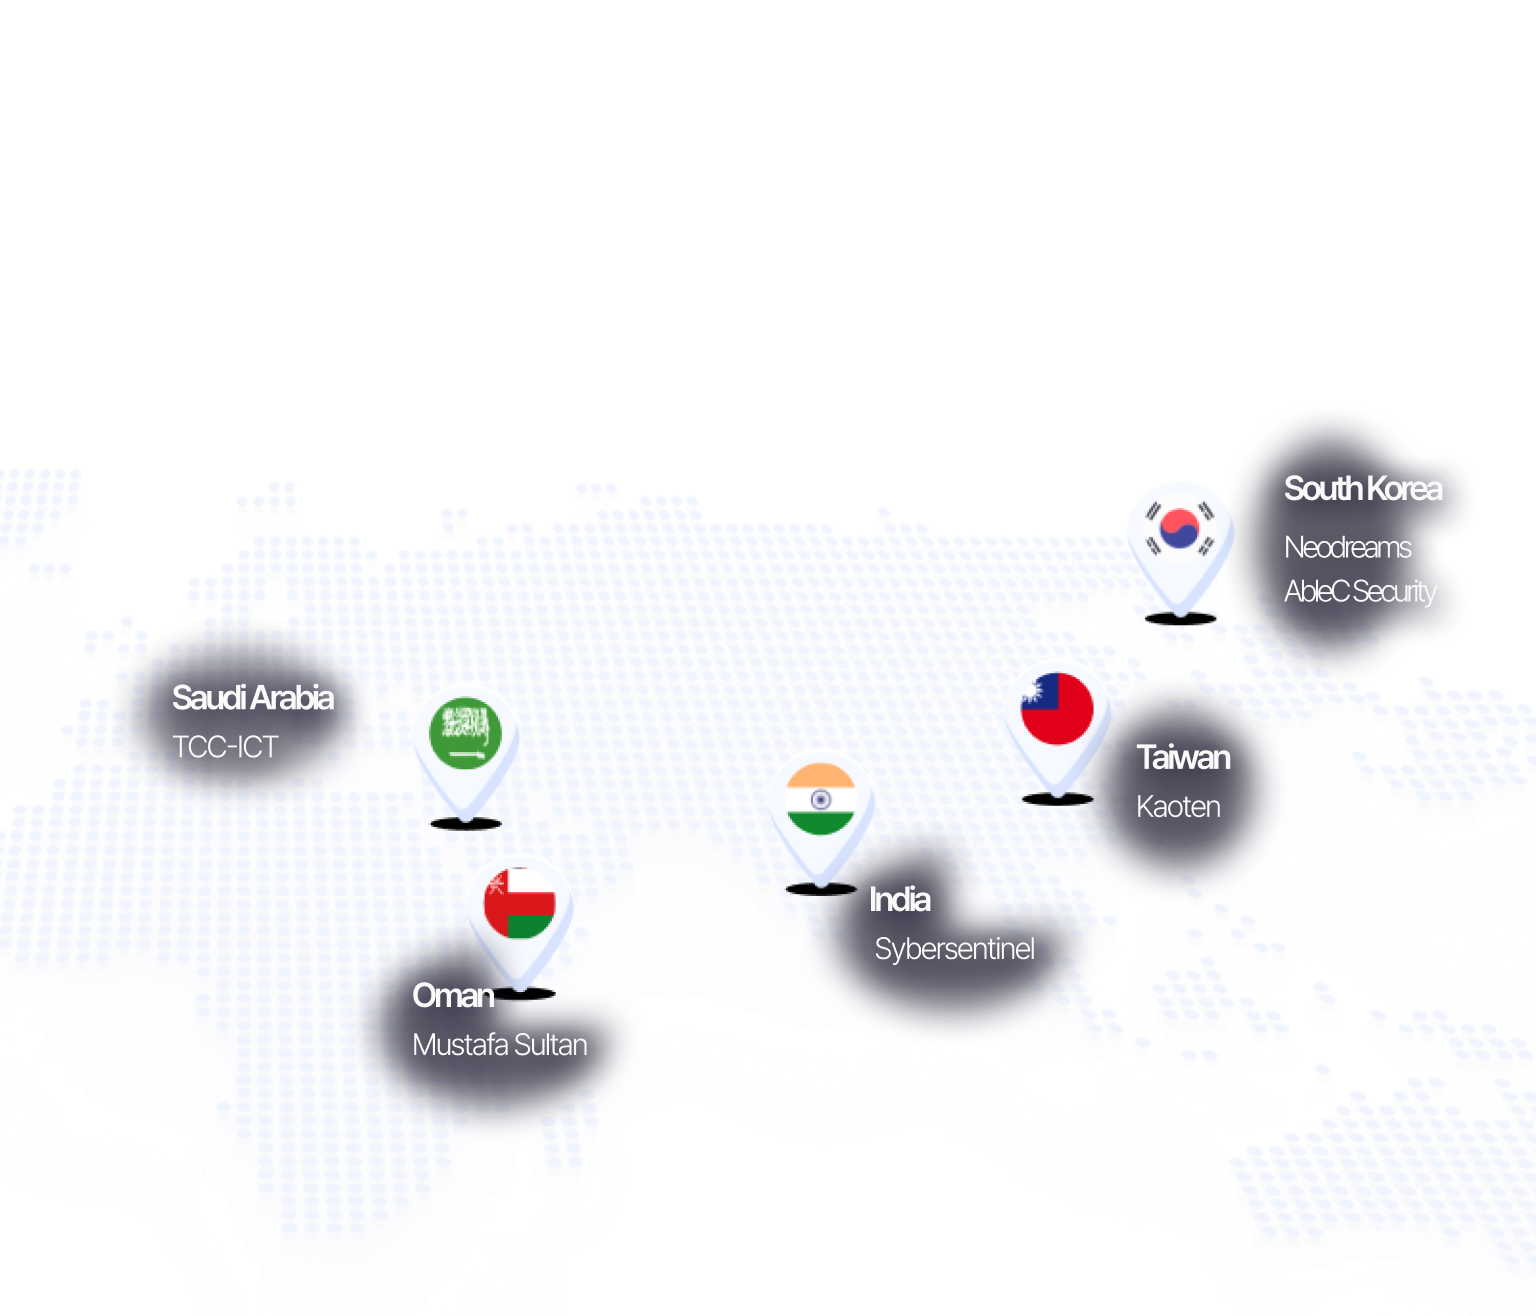 South Korea
Neodreams
AbleC Security
Saudi Arabia
TCC-ICT
Taiwan
Kaoten
India
Sybersentinel
Oman
Mustafa Sultan